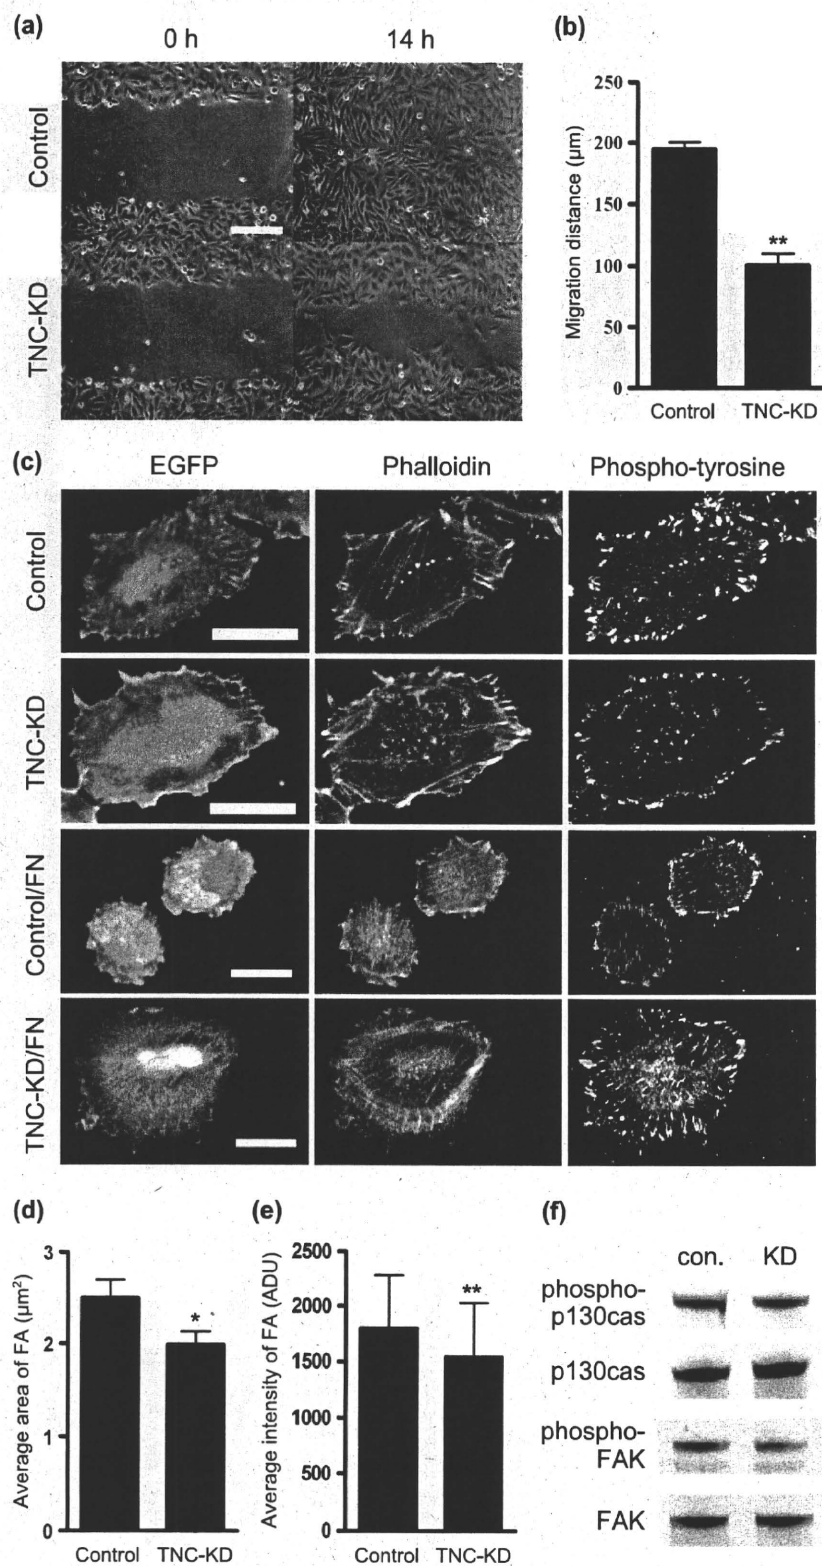 (a)
0 h
14 h
Control
TNC-KD
(b)
Migration distance (µm)
250
200
150
100
50
0
**
Control
TNC-KD
(c)
EGFP
Phalloidin
Phospho-tyrosine
Control
TNC-KD
Control/FN
TNC-KD/FN
(d)
Average area of FA (µm²)
3
2
1
0
*
Control
TNC-KD
(e)
Average intensity of FA (ADU)
2500
2000
1500
1000
500
0
**
Control
TNC-KD
(f)
con.
KD
phospho-
p130cas
p130cas
phospho-
FAK
FAK